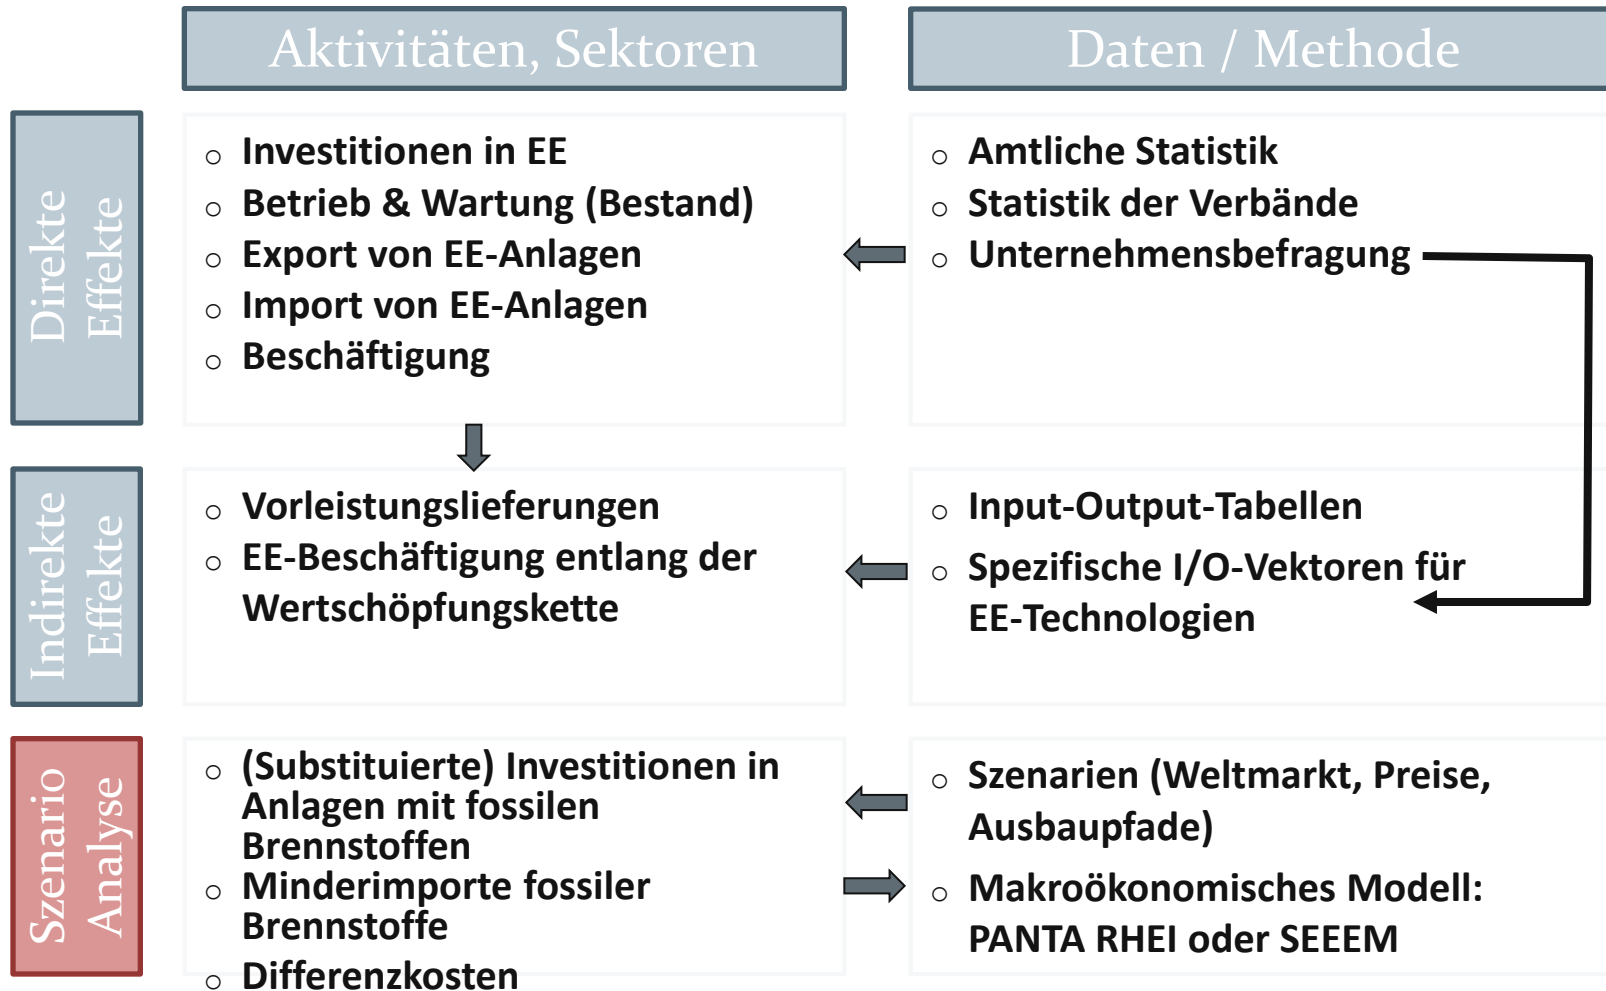 Aktivitäten, Sektoren
Daten / Methode
Direkte
Effekte
Investitionen in EE
Betrieb & Wartung (Bestand)
Export von EE-Anlagen
Import von EE-Anlagen
Beschäftigung
Amtliche Statistik
Statistik der Verbände
Unternehmensbefragung
Indirekte
Effekte
Vorleistungslieferungen
EE-Beschäftigung entlang der
Wertschöpfungskette
Input-Output-Tabellen
Spezifische I/O-Vektoren für
EE-Technologien
Szenario
Analyse
(Substituierte) Investitionen in
Anlagen mit fossilen
Brennstoffen
Minderimporte fossiler
Brennstoffe
Differenzkosten
Szenarien (Weltmarkt, Preise,
Ausbaupfade)
Makroökonomisches Modell:
PANTA RHEI oder SEEEM